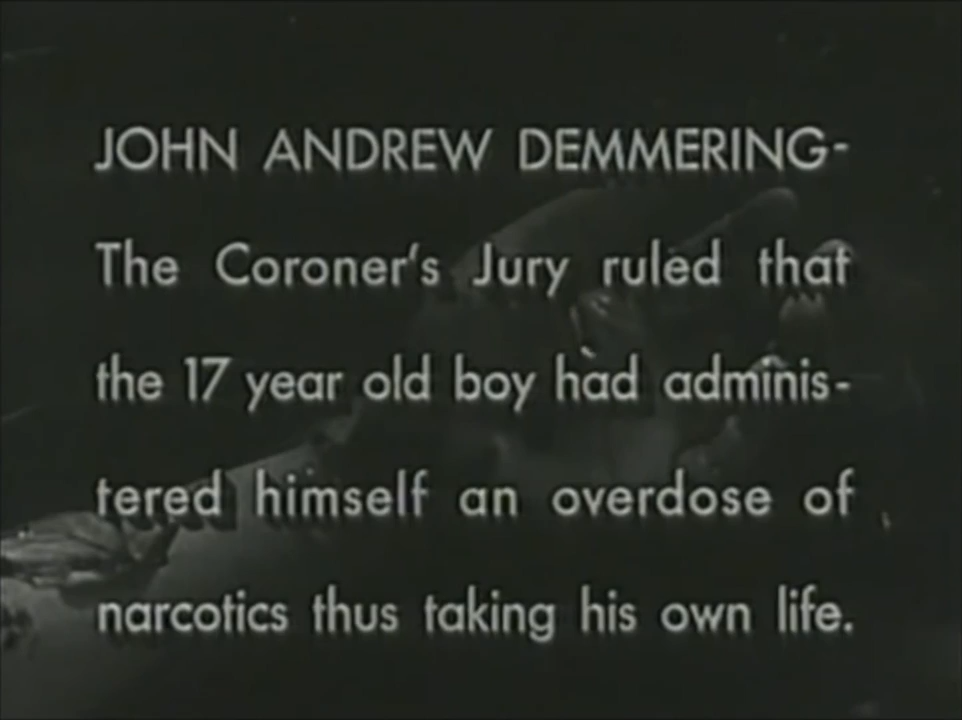 JOHN ANDREW DEMMERING-
The Coroner's Jury ruled that
the 17 year old boy had adminis-
tered himself an overdose of
narcotics thus taking his own life.